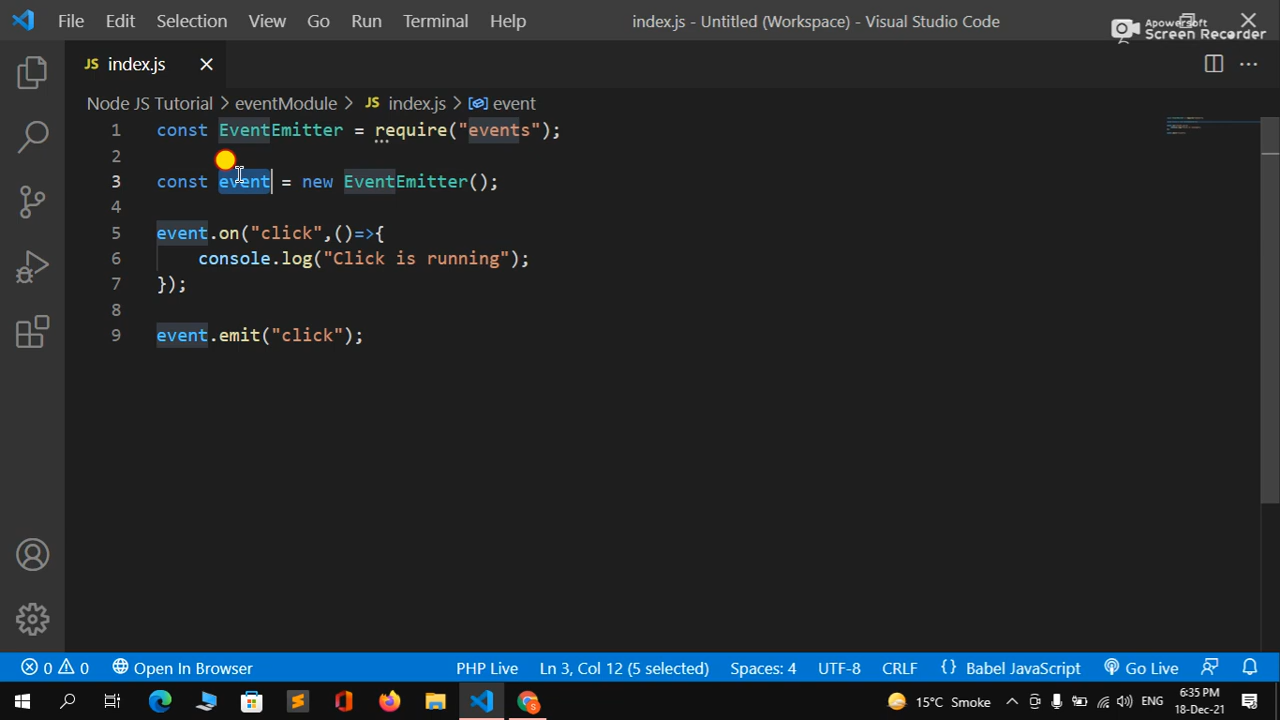 File Edit Selection View Go Run Terminal Help index.js - Untitled (Workspace) - Visual Studio Code
Apowersoft
Screen Recorder
JS index.js
Node JS Tutorial > eventModule > JS index.js > event
1 const EventEmitter = require("events");
2
3 const event = new EventEmitter();
4
5 event.on("click",()=>{
6 console.log("Click is running");
7 });
8
9 event.emit("click");
0 0 Open In Browser PHP Live Ln 3, Col 12 (5 selected) Spaces: 4 UTF-8 CRLF {} Babel JavaScript Go Live
15°C Smoke ENG 6:35 PM
18-Dec-21